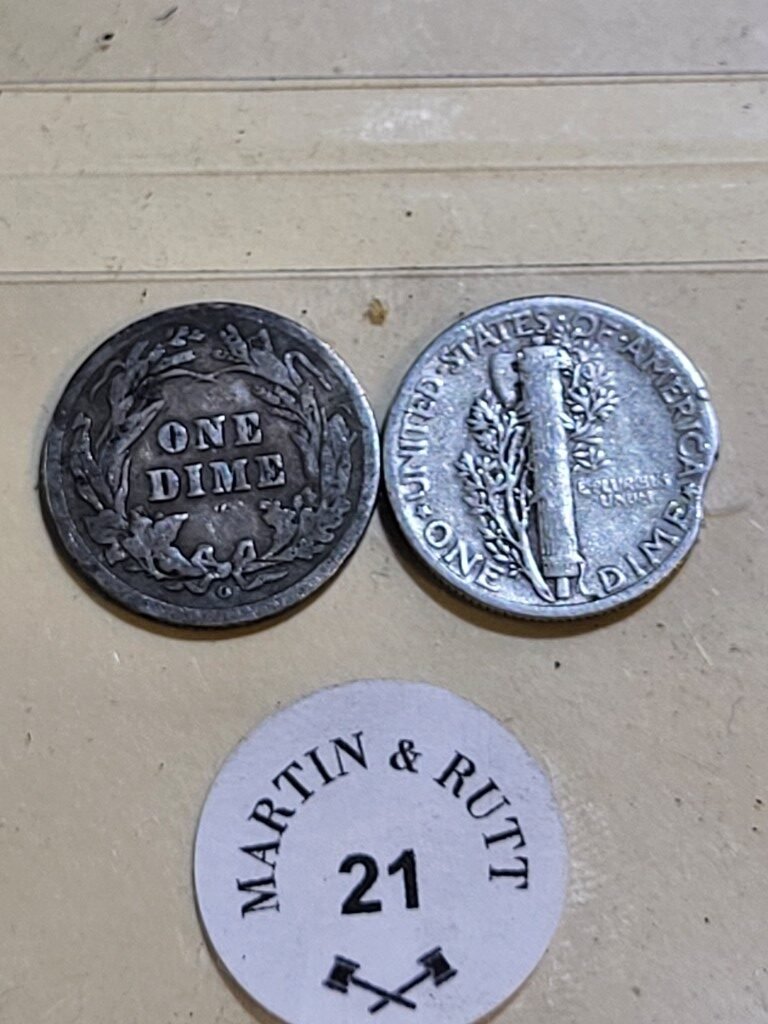 ONE
DIME
O
·UNITED·STATES·OF·AMERICA·
E PLURIBUS
UNUM
ONE DIME
MARTIN & RUTT
21